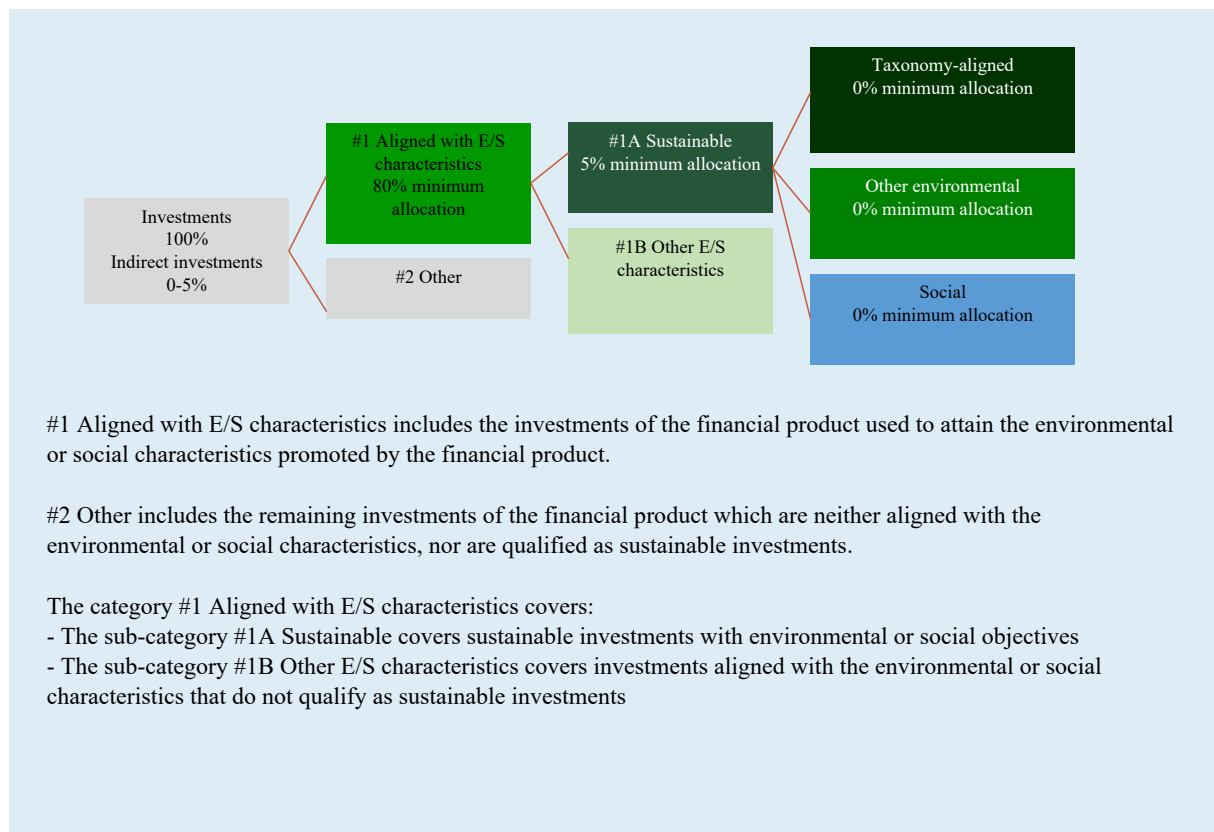 Investments
100%
Indirect investments
0-5%
#1 Aligned with E/S
characteristics
80% minimum
allocation
#2 Other
#1A Sustainable
5% minimum allocation
#1B Other E/S
characteristics
Taxonomy-aligned
0% minimum allocation
Other environmental
0% minimum allocation
Social
0% minimum allocation
#1 Aligned with E/S characteristics includes the investments of the financial product used to attain the environmental
or social characteristics promoted by the financial product.
#2 Other includes the remaining investments of the financial product which are neither aligned with the
environmental or social characteristics, nor are qualified as sustainable investments.
The category #1 Aligned with E/S characteristics covers:
- The sub-category #1A Sustainable covers sustainable investments with environmental or social objectives
- The sub-category #1B Other E/S characteristics covers investments aligned with the environmental or social
characteristics that do not qualify as sustainable investments